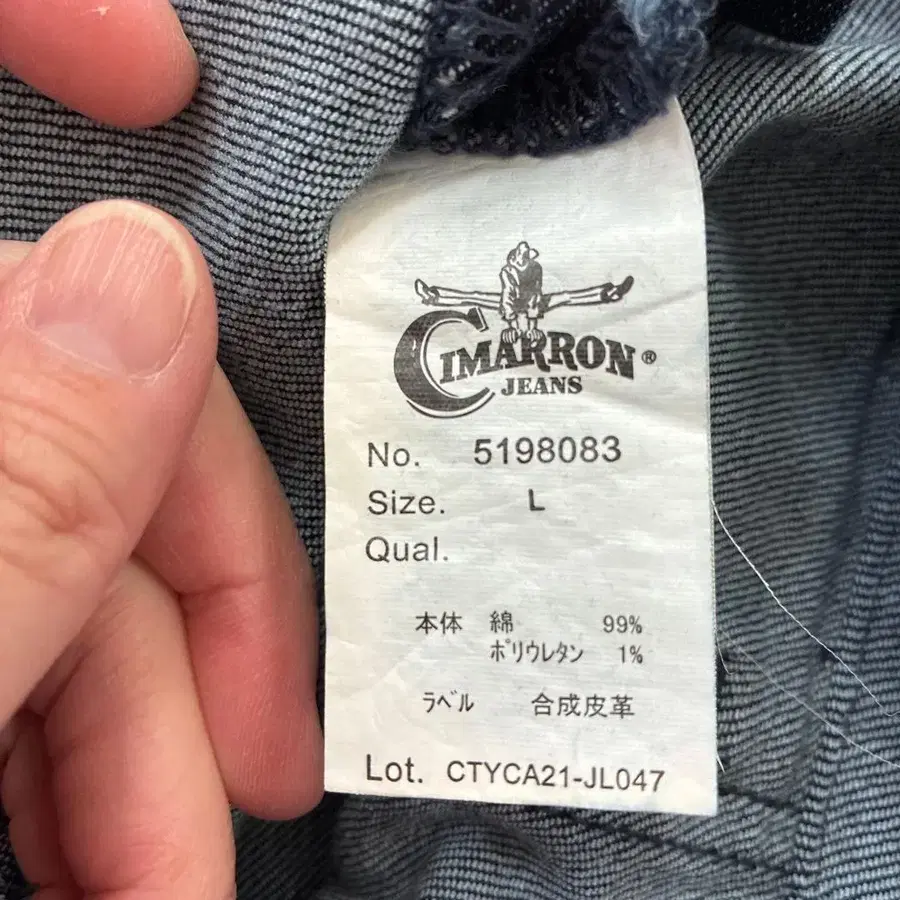 CIMARRON®
JEANS
No. 5198083
Size. L
Qual.
本体 綿 99%
ﾎﾟﾘｳﾚﾀﾝ 1%
ﾗﾍﾞﾙ 合成皮革
Lot. CTYCA21-JL047